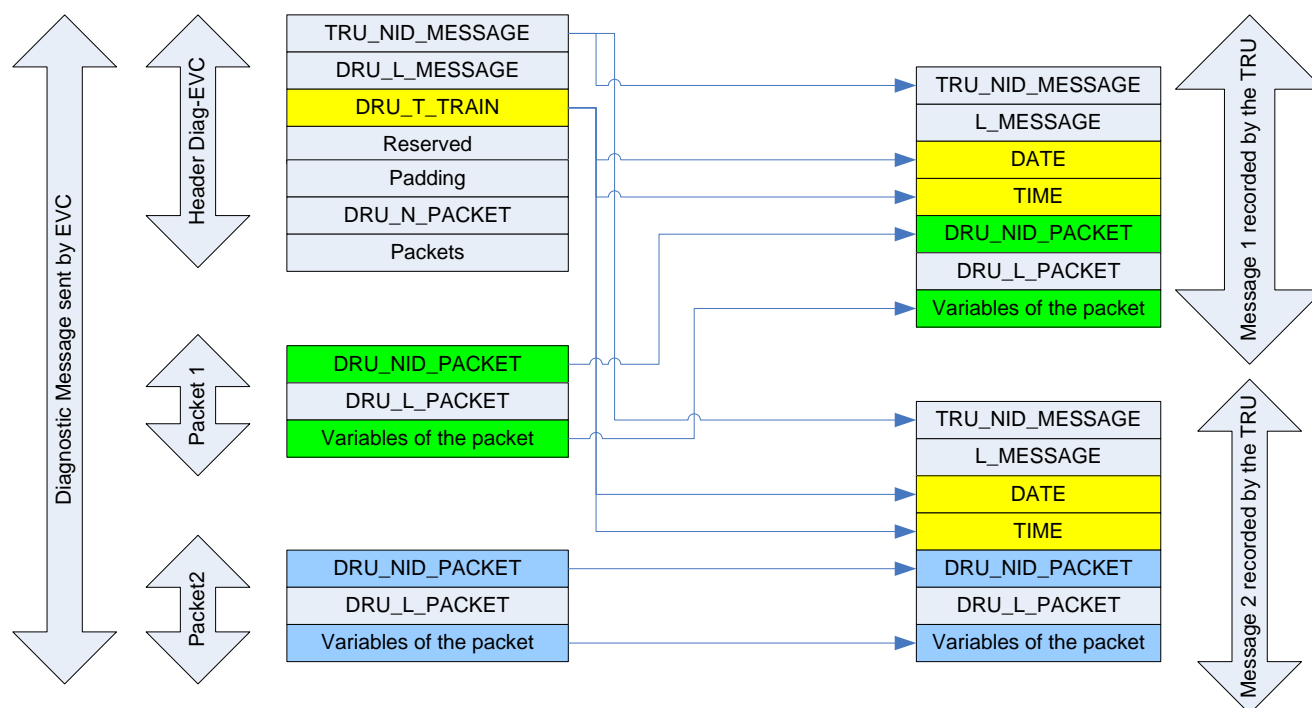 Diagnostic Message sent by EVC
Header Diag-EVC
TRU_NID_MESSAGE
DRU_L_MESSAGE
DRU_T_TRAIN
Reserved
Padding
DRU_N_PACKET
Packets
Packet 1
DRU_NID_PACKET
DRU_L_PACKET
Variables of the packet
Packet2
DRU_NID_PACKET
DRU_L_PACKET
Variables of the packet
TRU_NID_MESSAGE
L_MESSAGE
DATE
TIME
DRU_NID_PACKET
DRU_L_PACKET
Variables of the packet
Message 1 recorded by the TRU
TRU_NID_MESSAGE
L_MESSAGE
DATE
TIME
DRU_NID_PACKET
DRU_L_PACKET
Variables of the packet
Message 2 recorded by the TRU